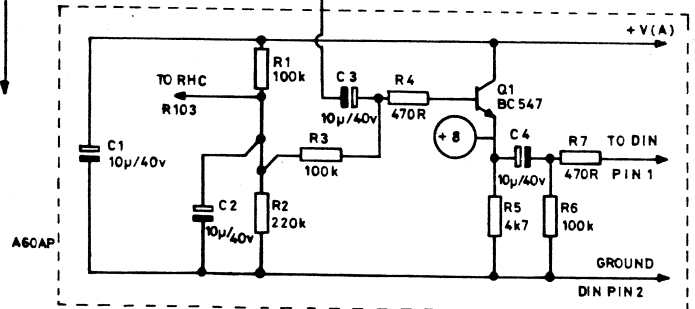 +V(A)
R1
100k
C3
10µ/40v
R4
470R
Q1
BC547
TO RHC
R103
+8
C4
10µ/40v
R7
470R
TO DIN
PIN 1
C1
10µ/40v
R3
100k
C2
10µ/40v
R2
220k
R5
4k7
R6
100k
A60AP
GROUND
DIN PIN 2